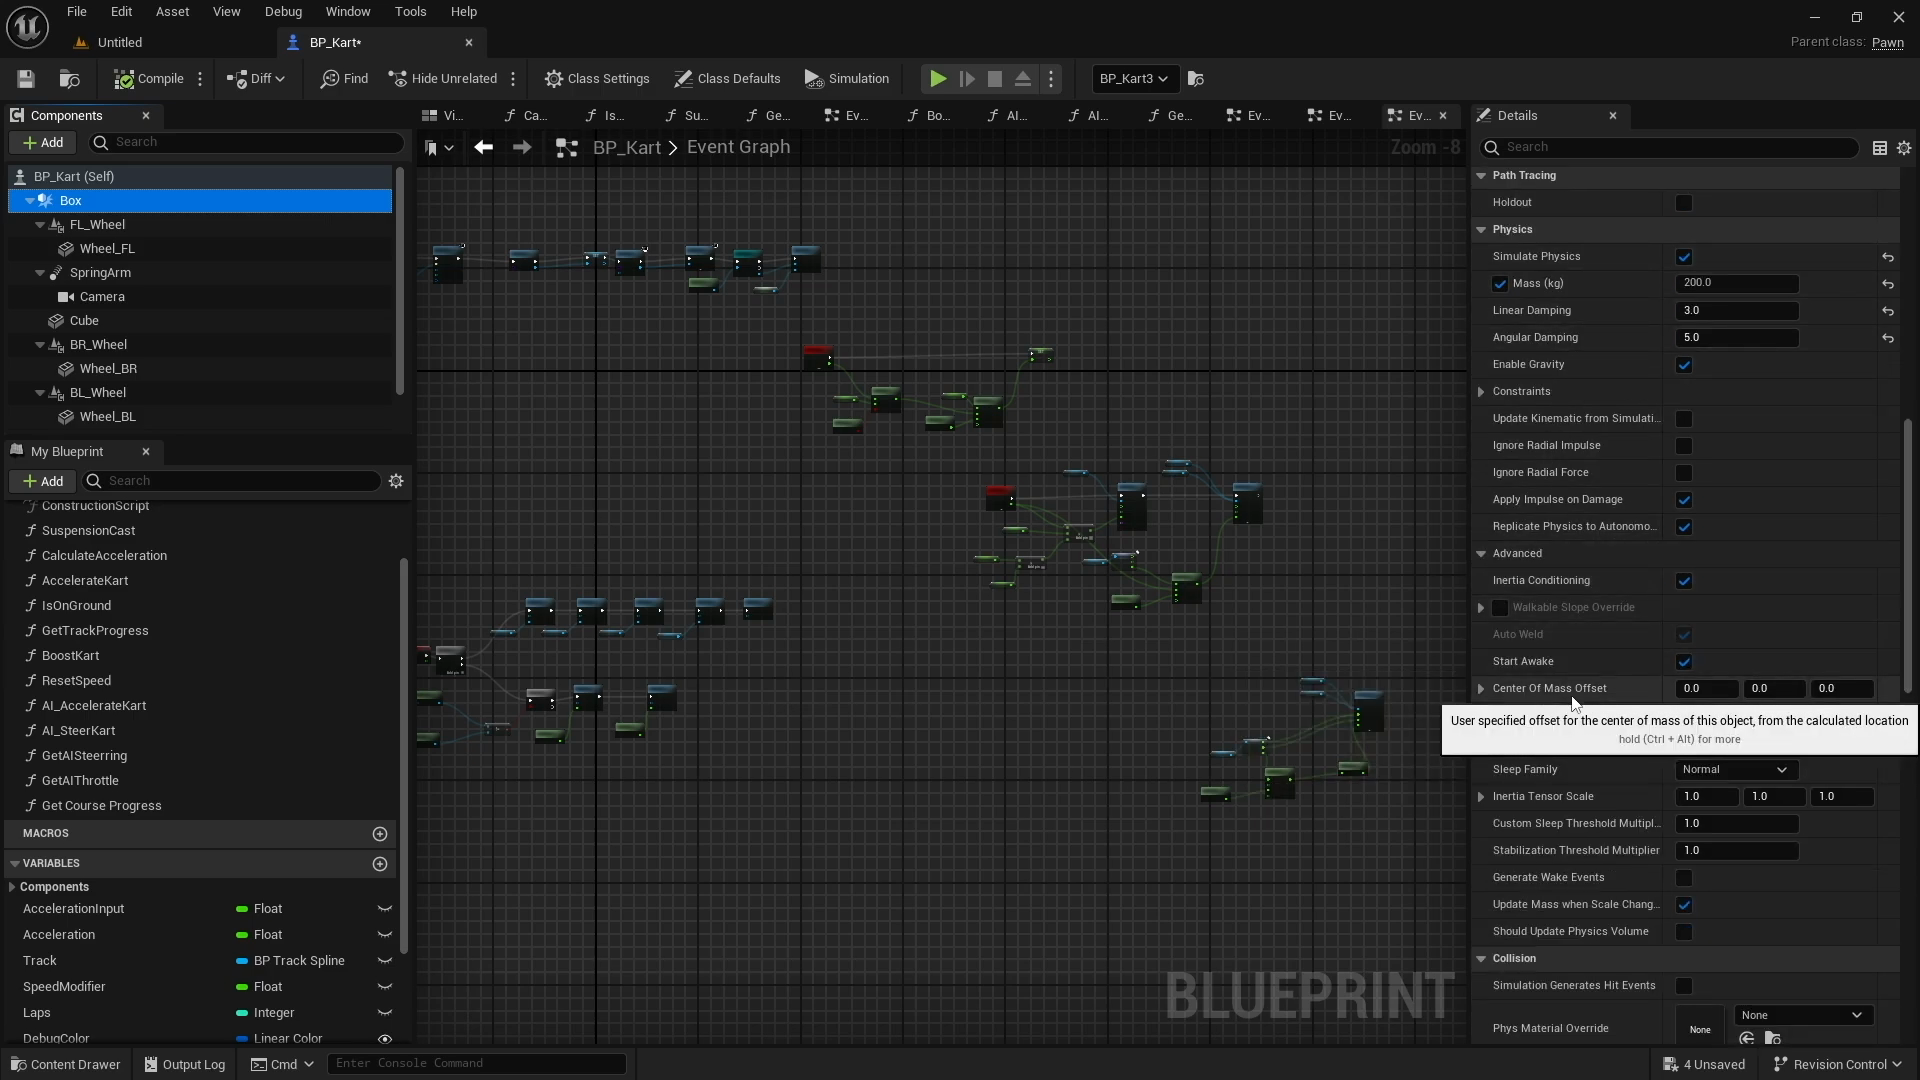 File Edit Asset View Debug Window Tools Help
Untitled
BP_Kart*
Parent class: Pawn
Compile
Diff
Find
Hide Unrelated
Class Settings
Class Defaults
Simulation
BP_Kart3
Components
Add
Search
BP_Kart (Self)
Box
FL_Wheel
Wheel_FL
SpringArm
Camera
Cube
BR_Wheel
Wheel_BR
BL_Wheel
Wheel_BL
My Blueprint
Add
Search
ConstructionScript
SuspensionCast
CalculateAcceleration
AccelerateKart
IsOnGround
GetTrackProgress
BoostKart
ResetSpeed
AI_AccelerateKart
AI_SteerKart
GetAISteering
GetAIThrottle
Get Course Progress
MACROS
VARIABLES
Components
AccelerationInput Float
Acceleration Float
Track BP Track Spline
SpeedModifier Float
Laps Integer
DebugColor Linear Color
Vi... Ca... Is... Su... Ge... Ev... Bo... AI... AI... Ge... Ev... Ev... Ev...
BP_Kart > Event Graph
Zoom -8
BLUEPRINT
Details
Search
Path Tracing
Holdout
Physics
Simulate Physics
Mass (kg) 200.0
Linear Damping 3.0
Angular Damping 5.0
Enable Gravity
Constraints
Update Kinematic from Simulati...
Ignore Radial Impulse
Ignore Radial Force
Apply Impulse on Damage
Replicate Physics to Autonomo...
Advanced
Inertia Conditioning
Walkable Slope Override
Auto Weld
Start Awake
Center Of Mass Offset 0.0 0.0 0.0
User specified offset for the center of mass of this object, from the calculated location
hold (Ctrl + Alt) for more
Sleep Family Normal
Inertia Tensor Scale 1.0 1.0 1.0
Custom Sleep Threshold Multipl... 1.0
Stabilization Threshold Multiplier 1.0
Generate Wake Events
Update Mass when Scale Chang...
Should Update Physics Volume
Collision
Simulation Generates Hit Events
Phys Material Override None None
Content Drawer
Output Log
Cmd
Enter Console Command
4 Unsaved
Revision Control